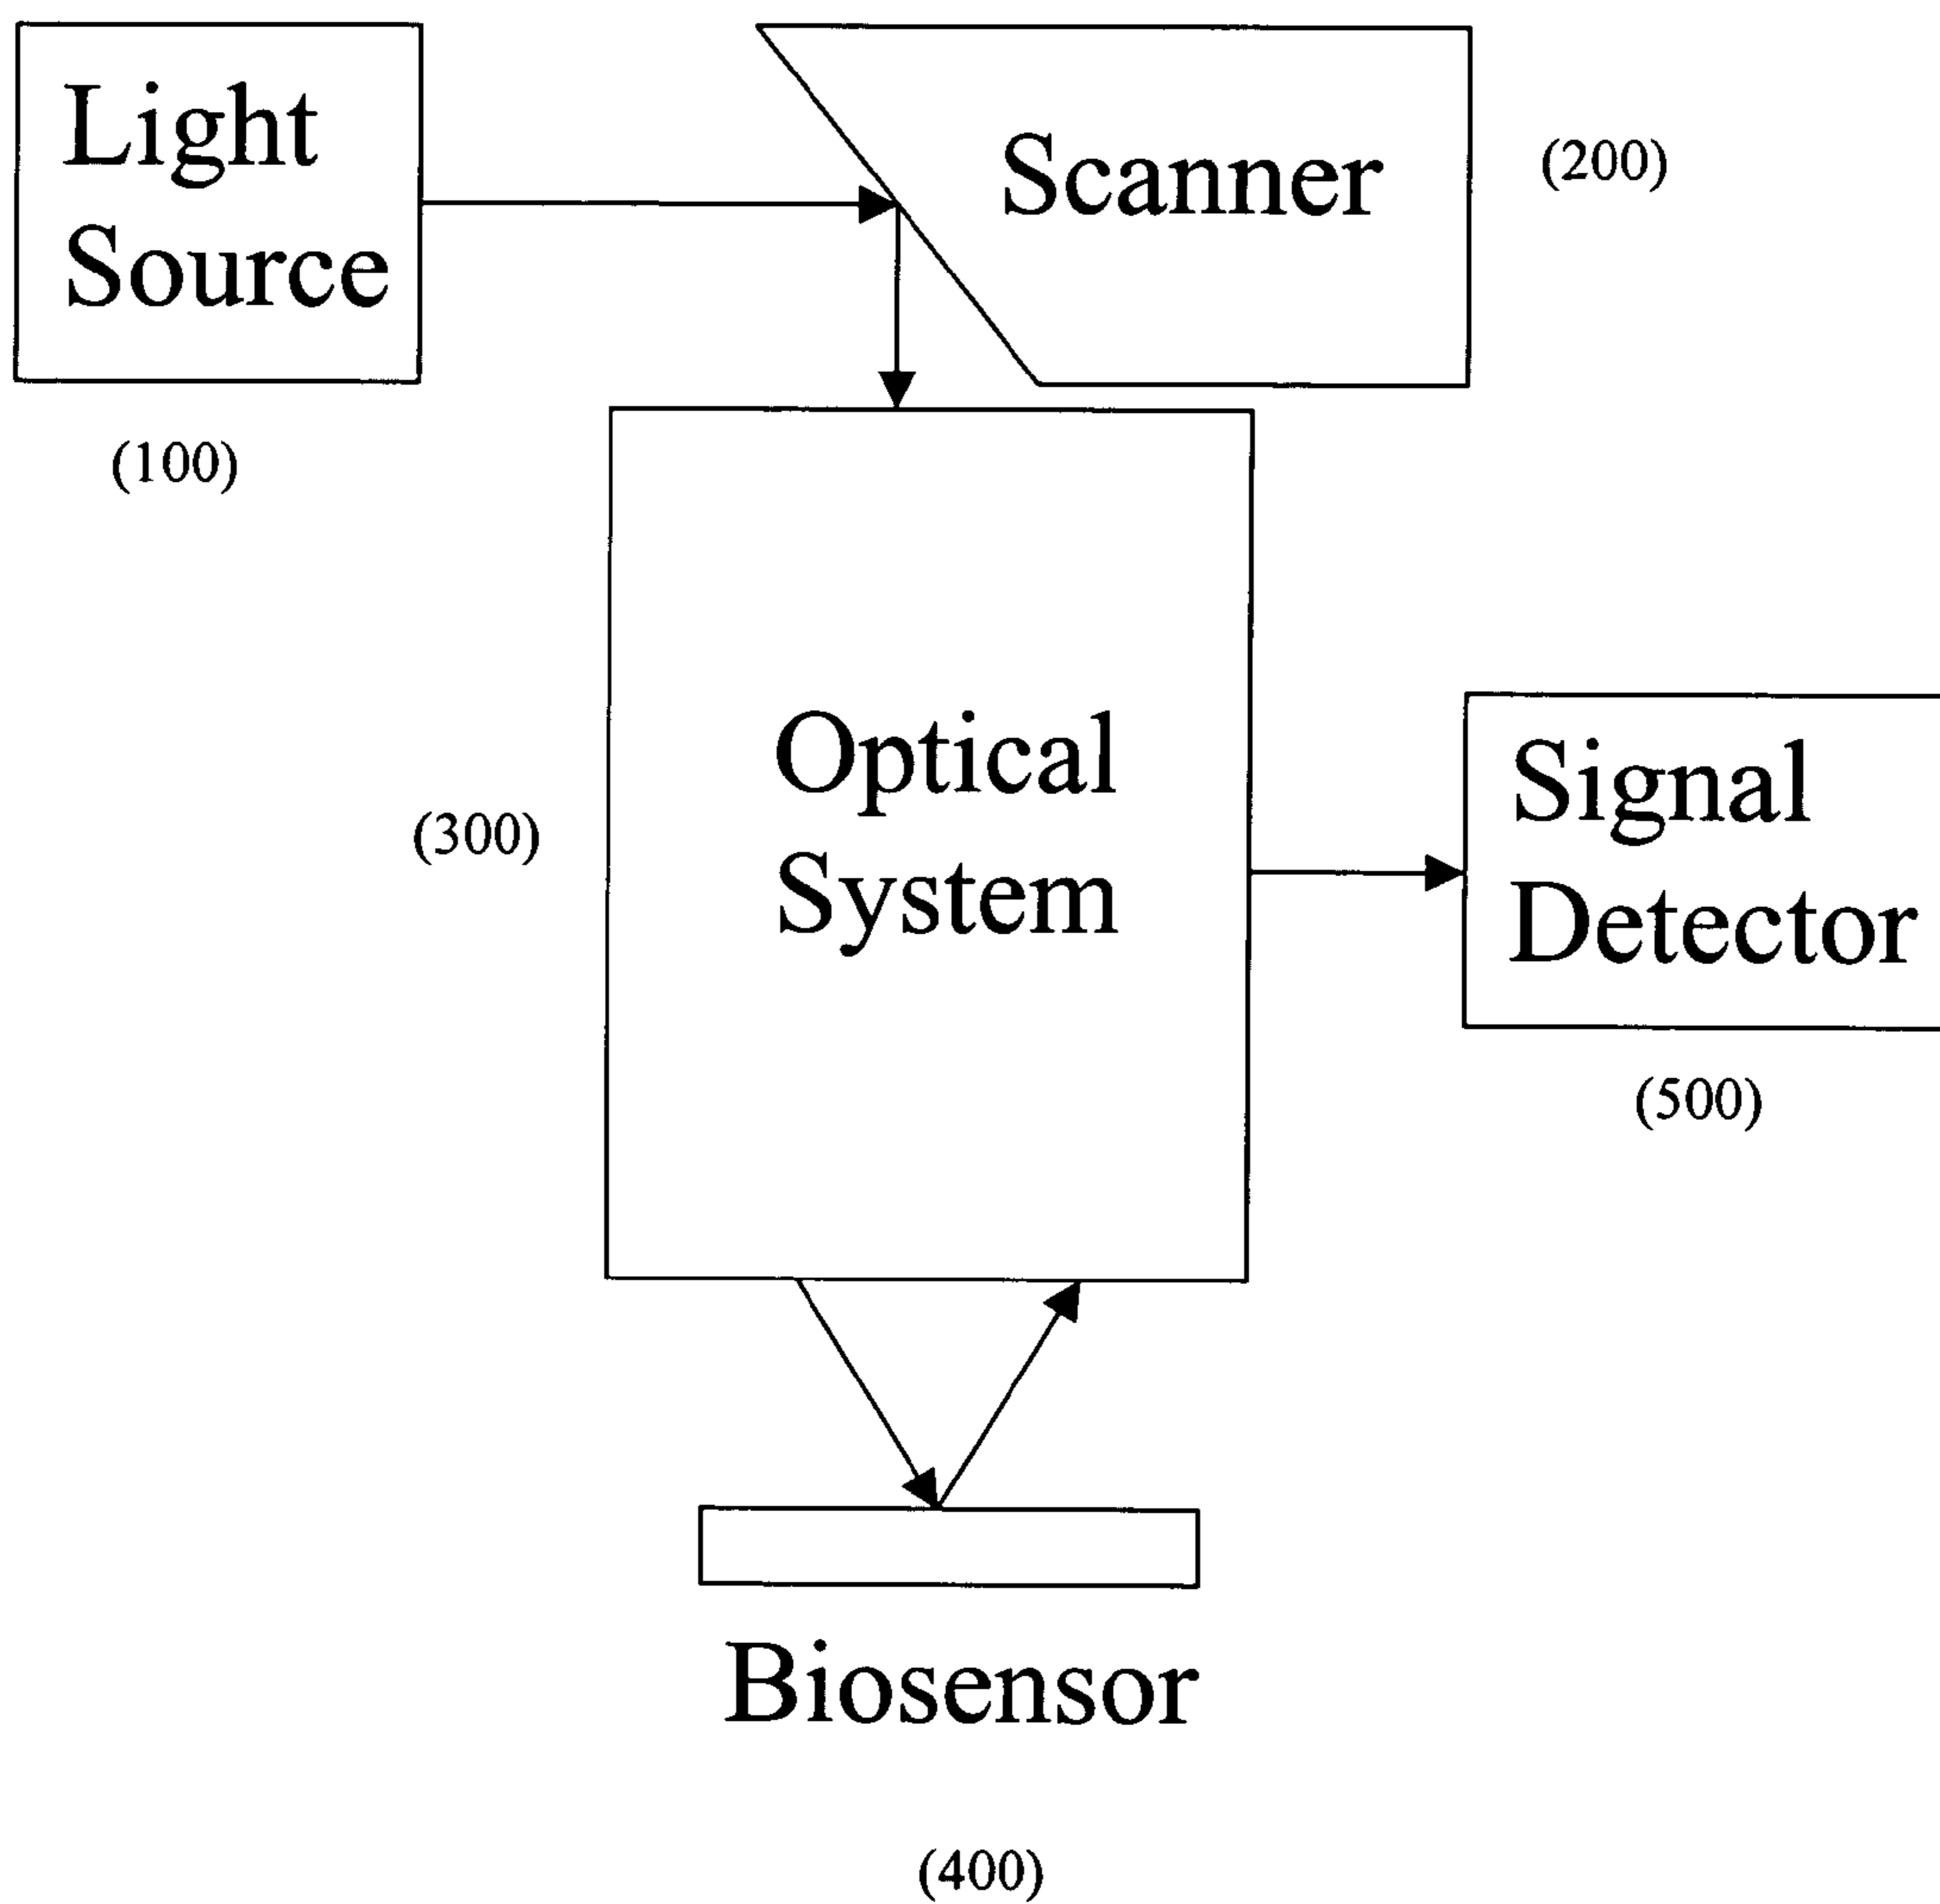 Light
Source
(100)
Scanner
(200)
Optical
System
(300)
Signal
Detector
(500)
Biosensor
(400)